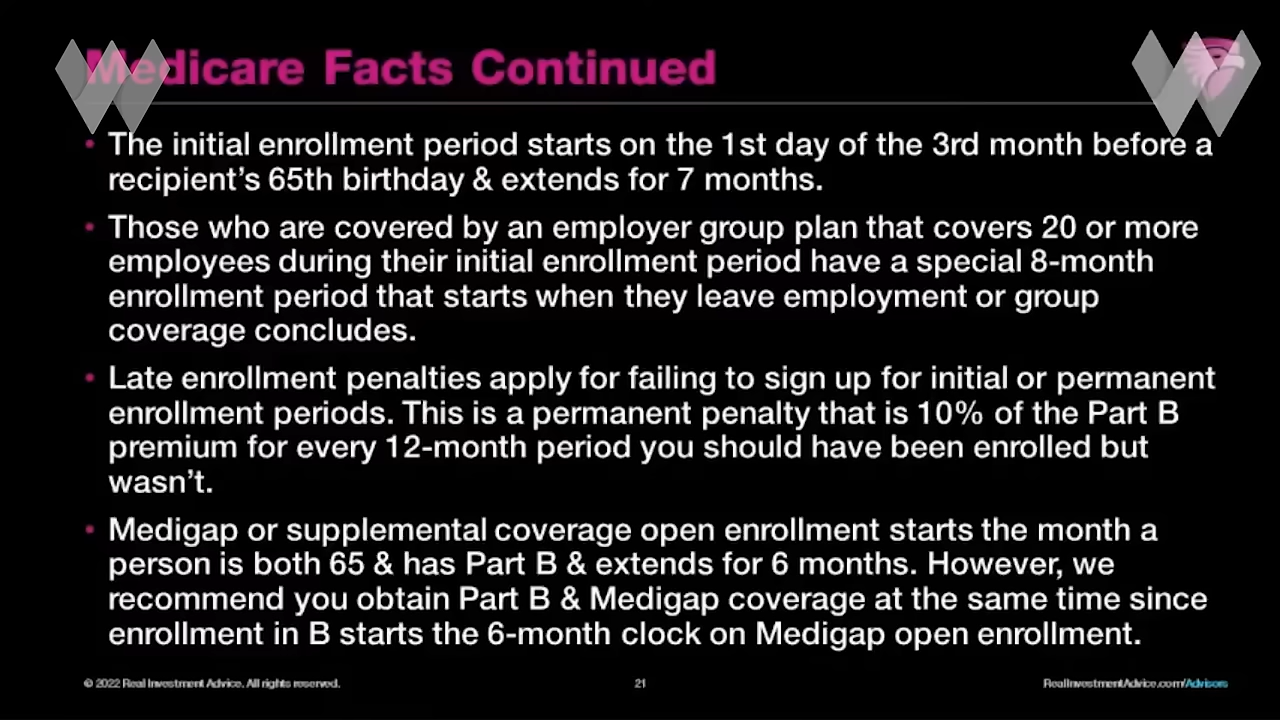 Medicare Facts Continued
• The initial enrollment period starts on the 1st day of the 3rd month before a
recipient's 65th birthday & extends for 7 months.
• Those who are covered by an employer group plan that covers 20 or more
employees during their initial enrollment period have a special 8-month
enrollment period that starts when they leave employment or group
coverage concludes.
• Late enrollment penalties apply for failing to sign up for initial or permanent
enrollment periods. This is a permanent penalty that is 10% of the Part B
premium for every 12-month period you should have been enrolled but
wasn't.
• Medigap or supplemental coverage open enrollment starts the month a
person is both 65 & has Part B & extends for 6 months. However, we
recommend you obtain Part B & Medigap coverage at the same time since
enrollment in B starts the 6-month clock on Medigap open enrollment.
© 2022 Real Investment Advice. All rights reserved.
21
RealInvestmentAdvice.com/Advisors